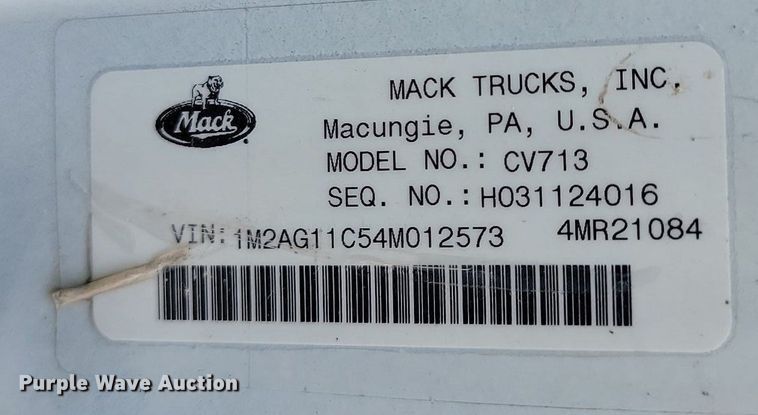 Mack
MACK TRUCKS, INC.
Macungie, PA, U.S.A.
MODEL NO.: CV713
SEQ. NO.: H031124016
VIN: 1M2AG11C54M012573 4MR21084
Purple Wave Auction